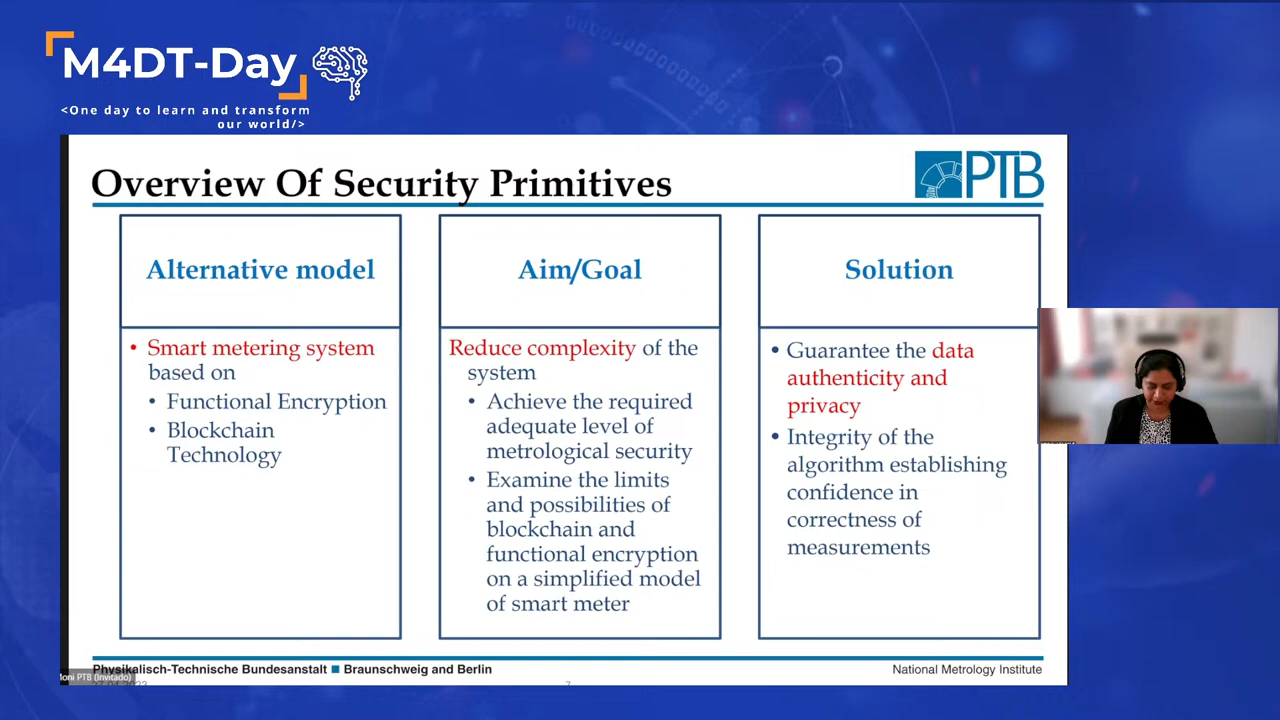 M4DT-Day
<One day to learn and transform
our world/>
Overview Of Security Primitives
PTB
Alternative model
• Smart metering system
based on
• Functional Encryption
• Blockchain
Technology
Aim/Goal
Reduce complexity of the
system
• Achieve the required
adequate level of
metrological security
• Examine the limits
and possibilities of
blockchain and
functional encryption
on a simplified model
of smart meter
Solution
• Guarantee the data
authenticity and
privacy
• Integrity of the
algorithm establishing
confidence in
correctness of
measurements
Physikalisch-Technische Bundesanstalt ■ Braunschweig and Berlin
National Metrology Institute
PTB (Invitado)
7